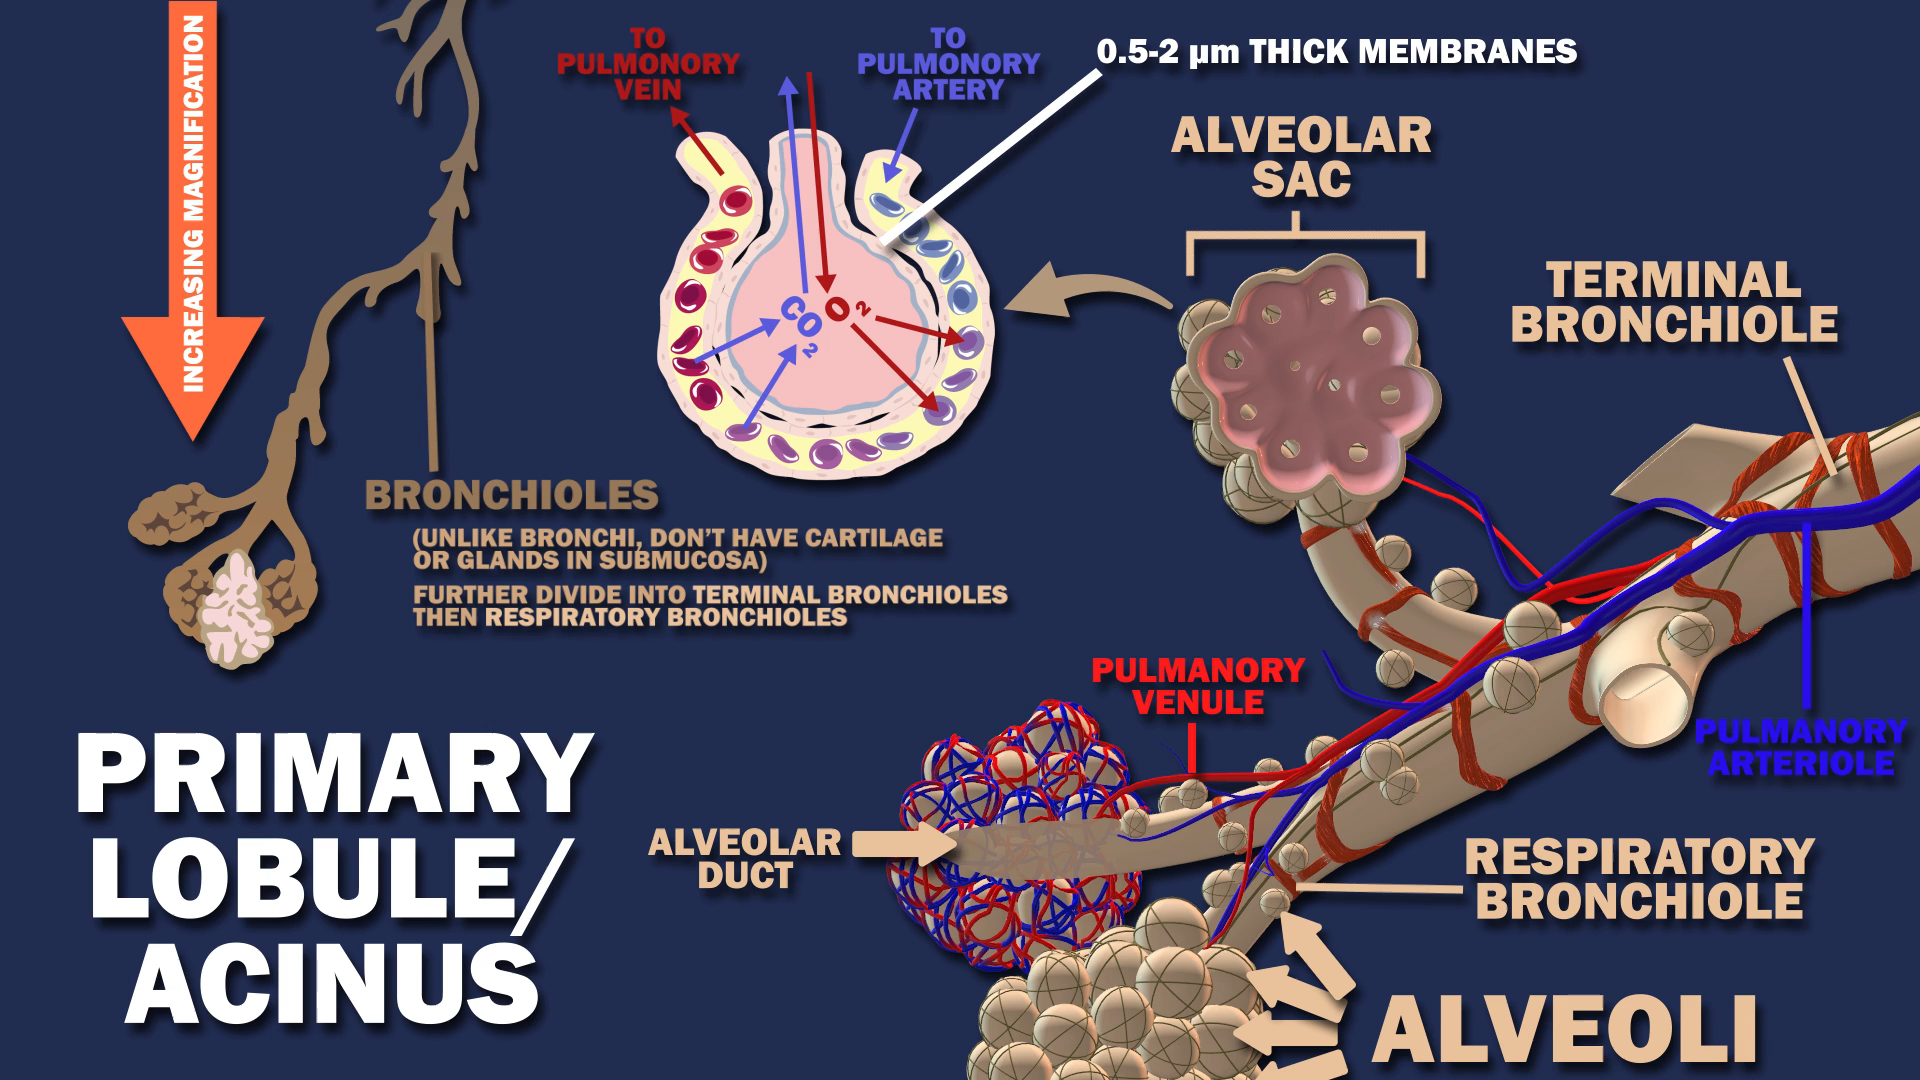 INCREASING MAGNIFICATION
TO
PULMONORY
VEIN
TO
PULMONORY
ARTERY
0.5-2 µm THICK MEMBRANES
ALVEOLAR
SAC
TERMINAL
BRONCHIOLE
CO2
O2
BRONCHIOLES
(UNLIKE BRONCHI, DON'T HAVE CARTILAGE
OR GLANDS IN SUBMUCOSA)
FURTHER DIVIDE INTO TERMINAL BRONCHIOLES
THEN RESPIRATORY BRONCHIOLES
PULMANORY
VENULE
PULMANORY
ARTERIOLE
PRIMARY
LOBULE/
ACINUS
ALVEOLAR
DUCT
RESPIRATORY
BRONCHIOLE
ALVEOLI